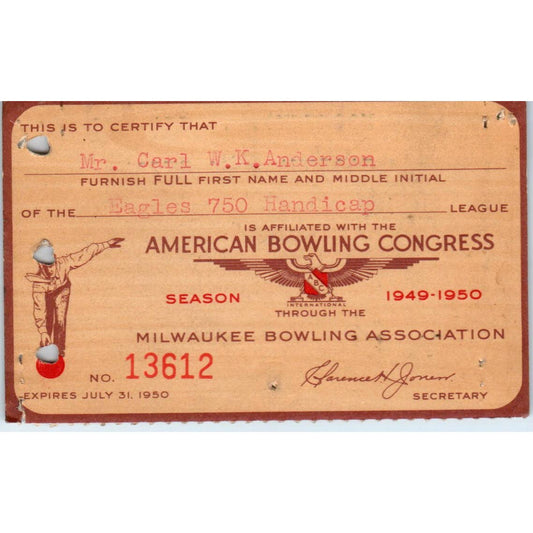 THIS IS TO CERTIFY THAT
Mr. Carl W.K.Anderson
FURNISH FULL FIRST NAME AND MIDDLE INITIAL
OF THE Eagles 750 Handicap LEAGUE
IS AFFILIATED WITH THE
AMERICAN BOWLING CONGRESS
ABC
INTERNATIONAL
SEASON 1949-1950
THROUGH THE
MILWAUKEE BOWLING ASSOCIATION
NO. 13612 Clarence H Jonen
EXPIRES JULY 31. 1950 SECRETARY